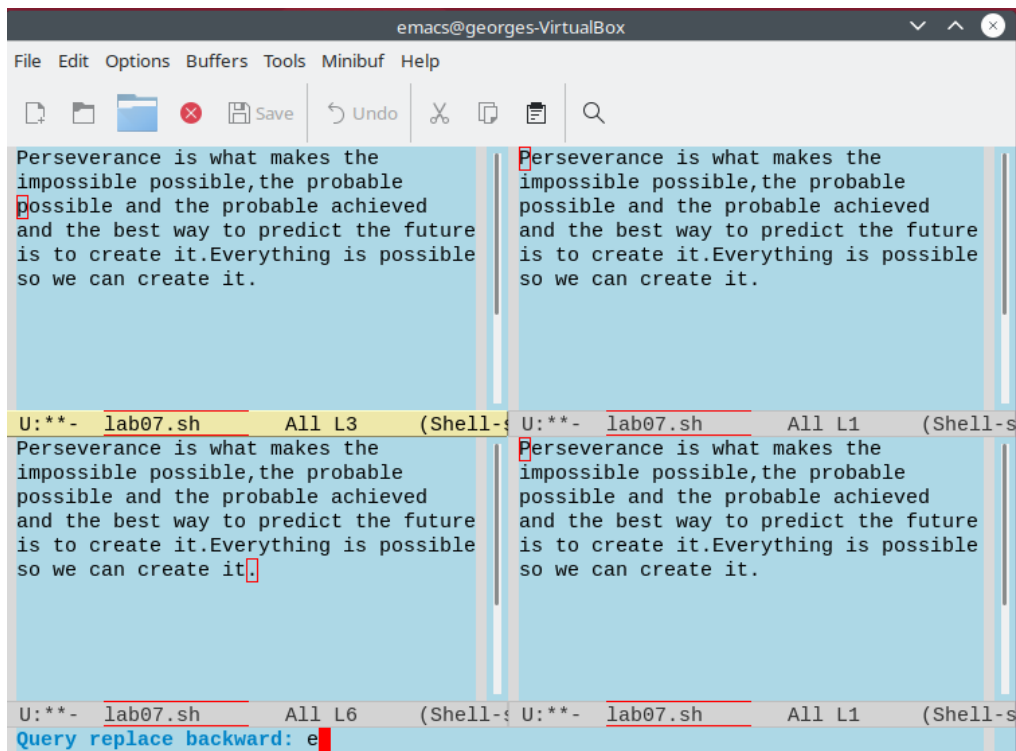 emacs@georges-VirtualBox
File Edit Options Buffers Tools Minibuf Help
Save Undo
Perseverance is what makes the
impossible possible,the probable
possible and the probable achieved
and the best way to predict the future
is to create it.Everything is possible
so we can create it.
U:**- lab07.sh All L3 (Shell-s
Perseverance is what makes the
impossible possible,the probable
possible and the probable achieved
and the best way to predict the future
is to create it.Everything is possible
so we can create it.
U:**- lab07.sh All L1 (Shell-s
Perseverance is what makes the
impossible possible,the probable
possible and the probable achieved
and the best way to predict the future
is to create it.Everything is possible
so we can create it.
U:**- lab07.sh All L6 (Shell-s
Perseverance is what makes the
impossible possible,the probable
possible and the probable achieved
and the best way to predict the future
is to create it.Everything is possible
so we can create it.
U:**- lab07.sh All L1 (Shell-s
Query replace backward: e